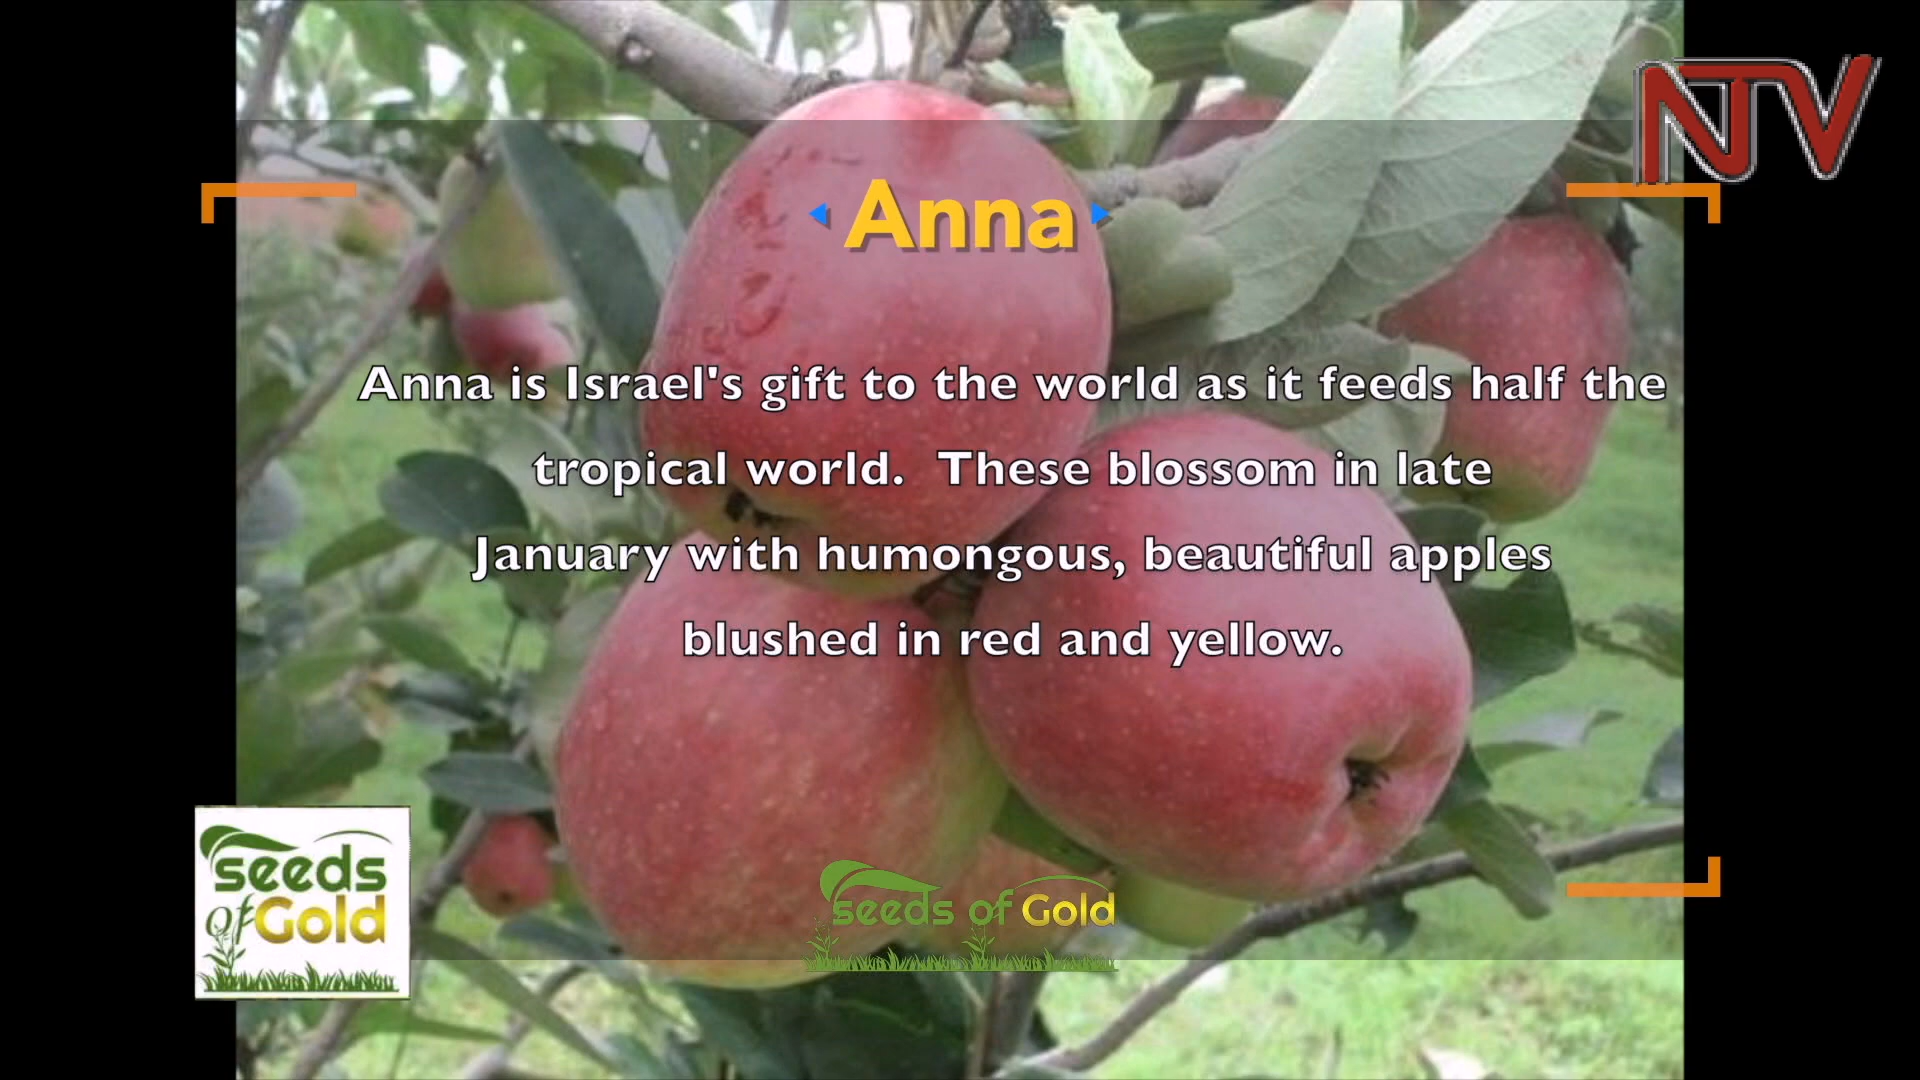 NTV
Anna
Anna is Israel's gift to the world as it feeds half the
tropical world. These blossom in late
January with humongous, beautiful apples
blushed in red and yellow.
seeds
of Gold
seeds of Gold